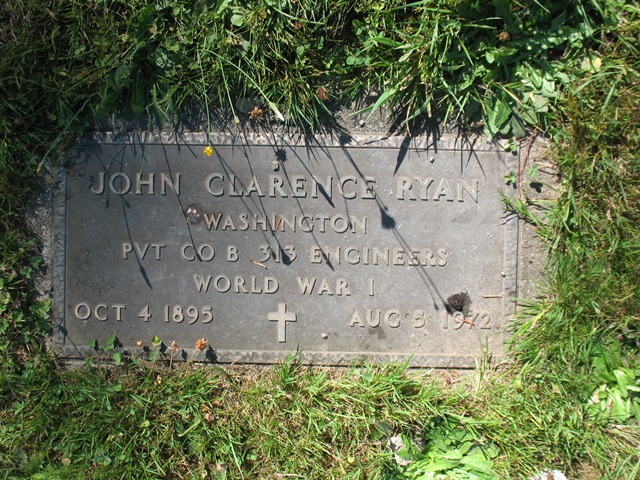 JOHN CLARENCE RYAN
WASHINGTON
PVT CO B 313 ENGINEERS
WORLD WAR I
OCT 4 1895 AUG 5 1972